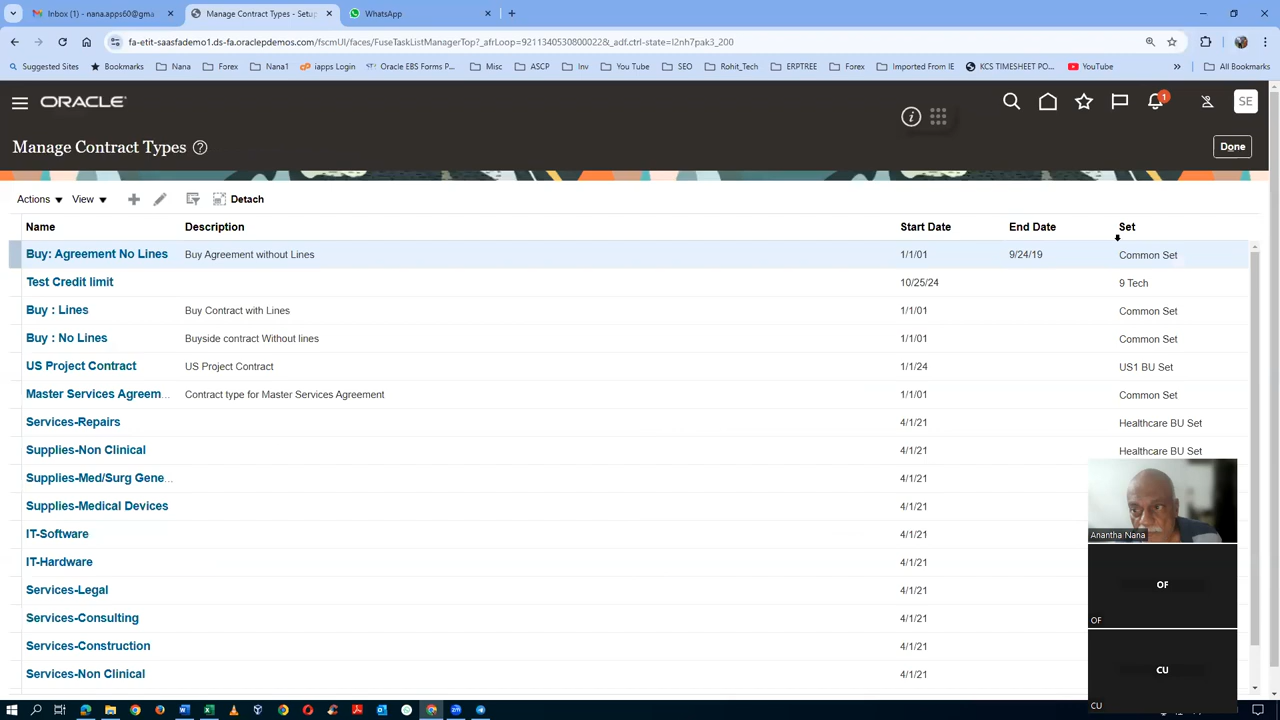 Inbox (1) - nana.apps60@gma
Manage Contract Types - Setup
WhatsApp
fa-etit-saasfademo1.ds-fa.oraclepdemos.com/fscmUI/faces/FuseTaskListManagerTop?_afrLoop=92113405308000228&_adf.ctrl-state=l2nh7pak3_200
Suggested Sites
Bookmarks
Nana
Forex
Nana1
iapps Login
Oracle EBS Forms P...
Misc
ASCP
Inv
You Tube
SEO
Rohit_Tech
ERPTREE
Forex
Imported From IE
KCS TIMESHEET PO...
YouTube
»
All Bookmarks
ORACLE
1
SE
Manage Contract Types
Done
Actions View Detach
Name Description Start Date End Date Set
Buy: Agreement No Lines Buy Agreement without Lines 1/1/01 9/24/19 Common Set
Test Credit limit 10/25/24 9 Tech
Buy : Lines Buy Contract with Lines 1/1/01 Common Set
Buy : No Lines Buyside contract Without lines 1/1/01 Common Set
US Project Contract US Project Contract 1/1/24 US1 BU Set
Master Services Agreem... Contract type for Master Services Agreement 1/1/01 Common Set
Services-Repairs 4/1/21 Healthcare BU Set
Supplies-Non Clinical 4/1/21 Healthcare BU Set
Supplies-Med/Surg Gene... 4/1/21
Supplies-Medical Devices 4/1/21
IT-Software 4/1/21
IT-Hardware 4/1/21
Services-Legal 4/1/21
Services-Consulting 4/1/21
Services-Construction 4/1/21
Services-Non Clinical 4/1/21
Anantha Nana
OF
OF
CU
CU